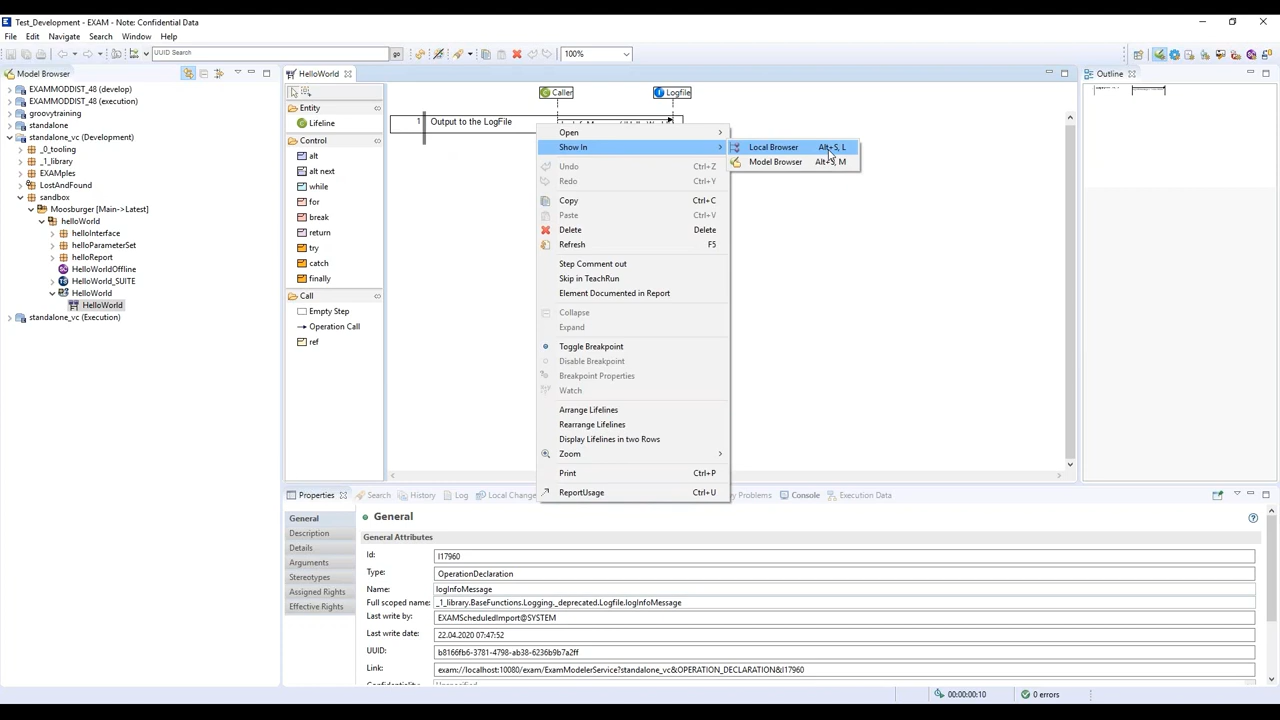 Test_Development - EXAM - Note: Confidential Data
File Edit Navigate Search Window Help
UUID Search
go
100%
Model Browser
EXAMMODDIST_48 (develop)
EXAMMODDIST_48 (execution)
groovytraining
standalone
standalone_vc (Development)
_0_tooling
_1_library
EXAMples
LostAndFound
sandbox
Moosburger [Main->Latest]
helloWorld
helloInterface
helloParameterSet
helloReport
HelloWorldOffline
HelloWorld_SUITE
HelloWorld
HelloWorld
standalone_vc (Execution)
HelloWorld
Entity
Lifeline
Control
alt
alt next
while
for
break
return
try
catch
finally
Call
Empty Step
Operation Call
ref
Caller
Logfile
1 Output to the LogFile
Open
Show In
Undo Ctrl+Z
Redo Ctrl+Y
Copy Ctrl+C
Paste Ctrl+V
Delete Delete
Refresh F5
Step Comment out
Skip in TeachRun
Element Documented in Report
Collapse
Expand
Toggle Breakpoint
Disable Breakpoint
Breakpoint Properties
Watch
Arrange Lifelines
Rearrange Lifelines
Display Lifelines in two Rows
Zoom
Print Ctrl+P
ReportUsage Ctrl+U
Local Browser Alt+S, L
Model Browser Alt+S, M
Outline
Properties Search History Log Local Change Problems Console Execution Data
General
Description
Details
Arguments
Stereotypes
Assigned Rights
Effective Rights
General
General Attributes
Id: I17960
Type: OperationDeclaration
Name: logInfoMessage
Full scoped name: _1_library.BaseFunctions.Logging._deprecated.Logfile.logInfoMessage
Last write by: EXAMScheduledImport@SYSTEM
Last write date: 22.04.2020 07:47:52
UUID: b8166fb6-3781-4798-ab38-6236b9b7a2ff
Link: exam://localhost:10080/exam/ExamModelerService?standalone_vc&OPERATION_DECLARATION&I17960
00:00:00:10
0 errors